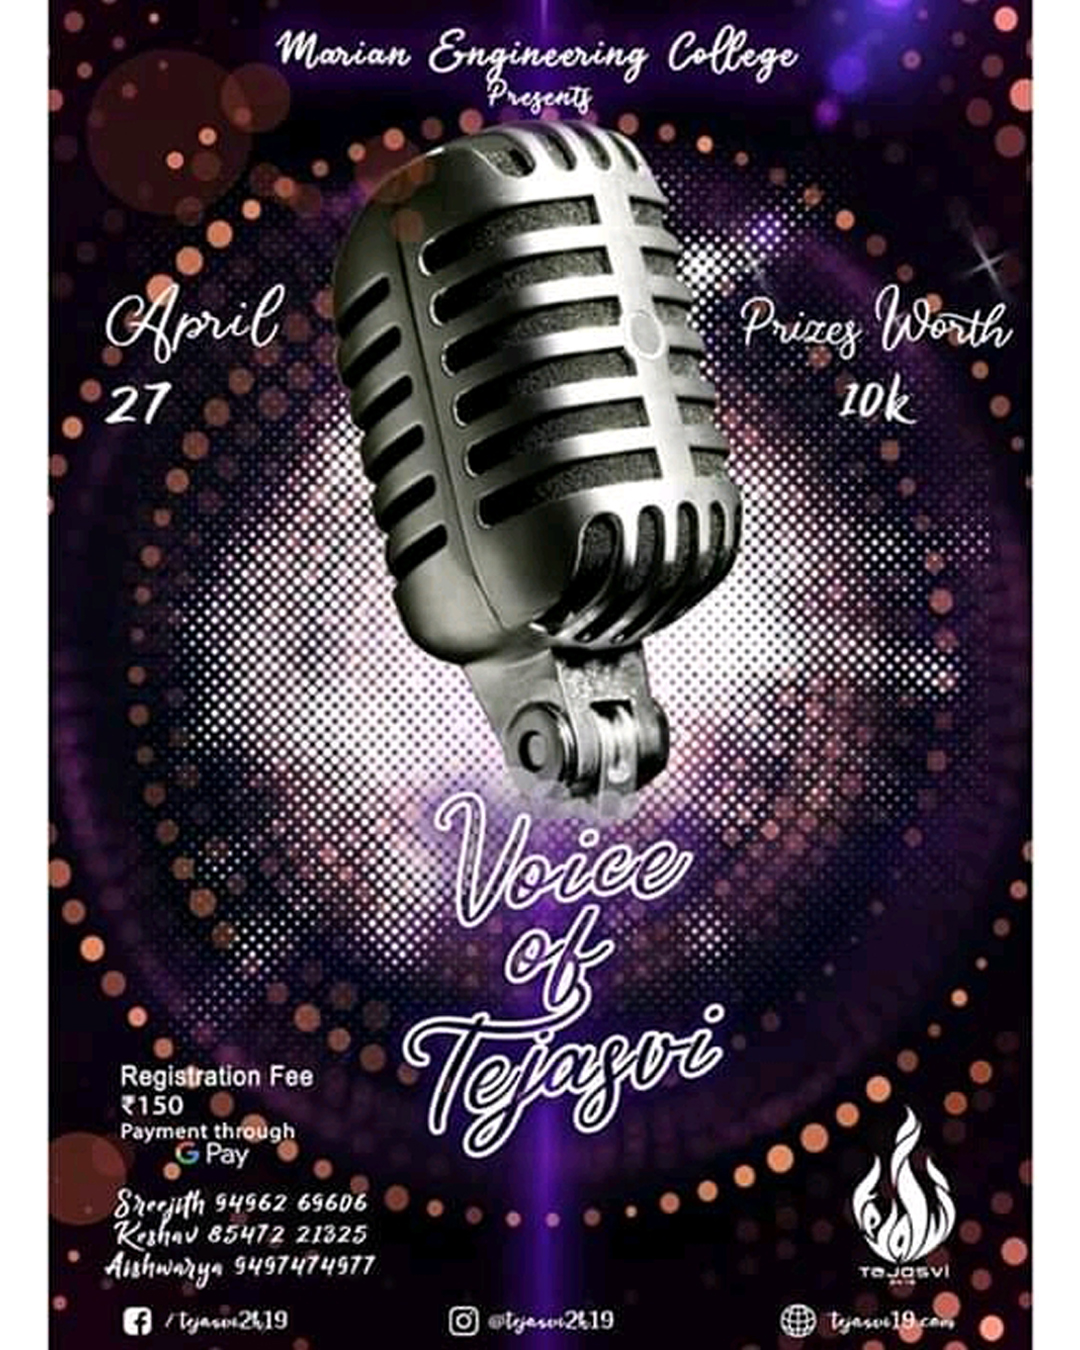 Marian Engineering College
Presents
April
27
Prizes Worth
10k
Voice
of
Tejasvi
Registration Fee
₹150
Payment through
G Pay
Sreejith 94962 69606
Keshav 85472 21325
Aishwarya 9497474977
TEJASVI
/tejasvi2k19
@tejasvi2k19
tejasvi19.com